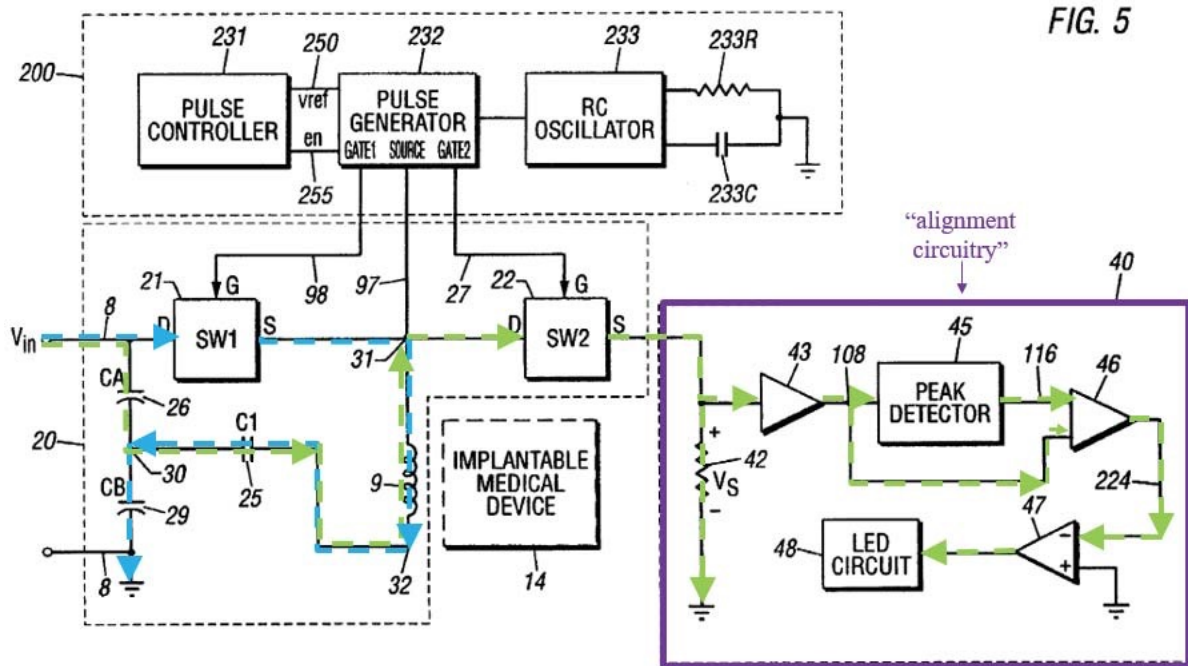 FIG. 5
231
250
232
233
233R
200
PULSE
CONTROLLER
vref
en
PULSE
GENERATOR
GATE1 SOURCE GATE2
RC
OSCILLATOR
255
233C
“alignment
circuitry”
21
G
98
97
27
22
G
40
8
Vin
D
SW1
S
31
D
SW2
S
45
43
108
116
46
PEAK
DETECTOR
CA
26
C1
20
30
25
9
IMPLANTABLE
MEDICAL
DEVICE
+
42
VS
–
224
CB
29
47
–
+
48
LED
CIRCUIT
8
32
14